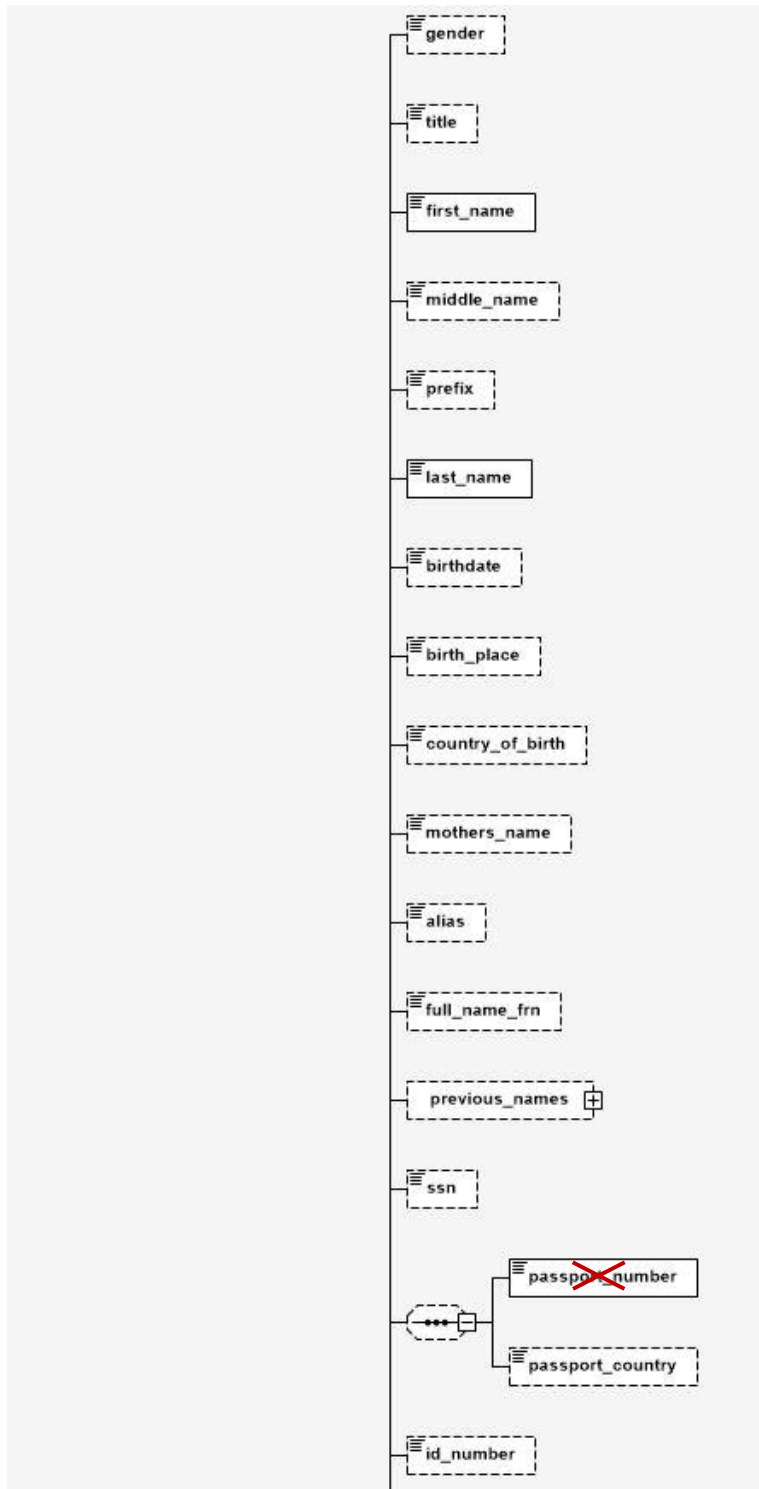 gender
title
first_name
middle_name
prefix
last_name
birthdate
birth_place
country_of_birth
mothers_name
alias
full_name_frn
previous_names
ssn
passport_number
passport_country
id_number